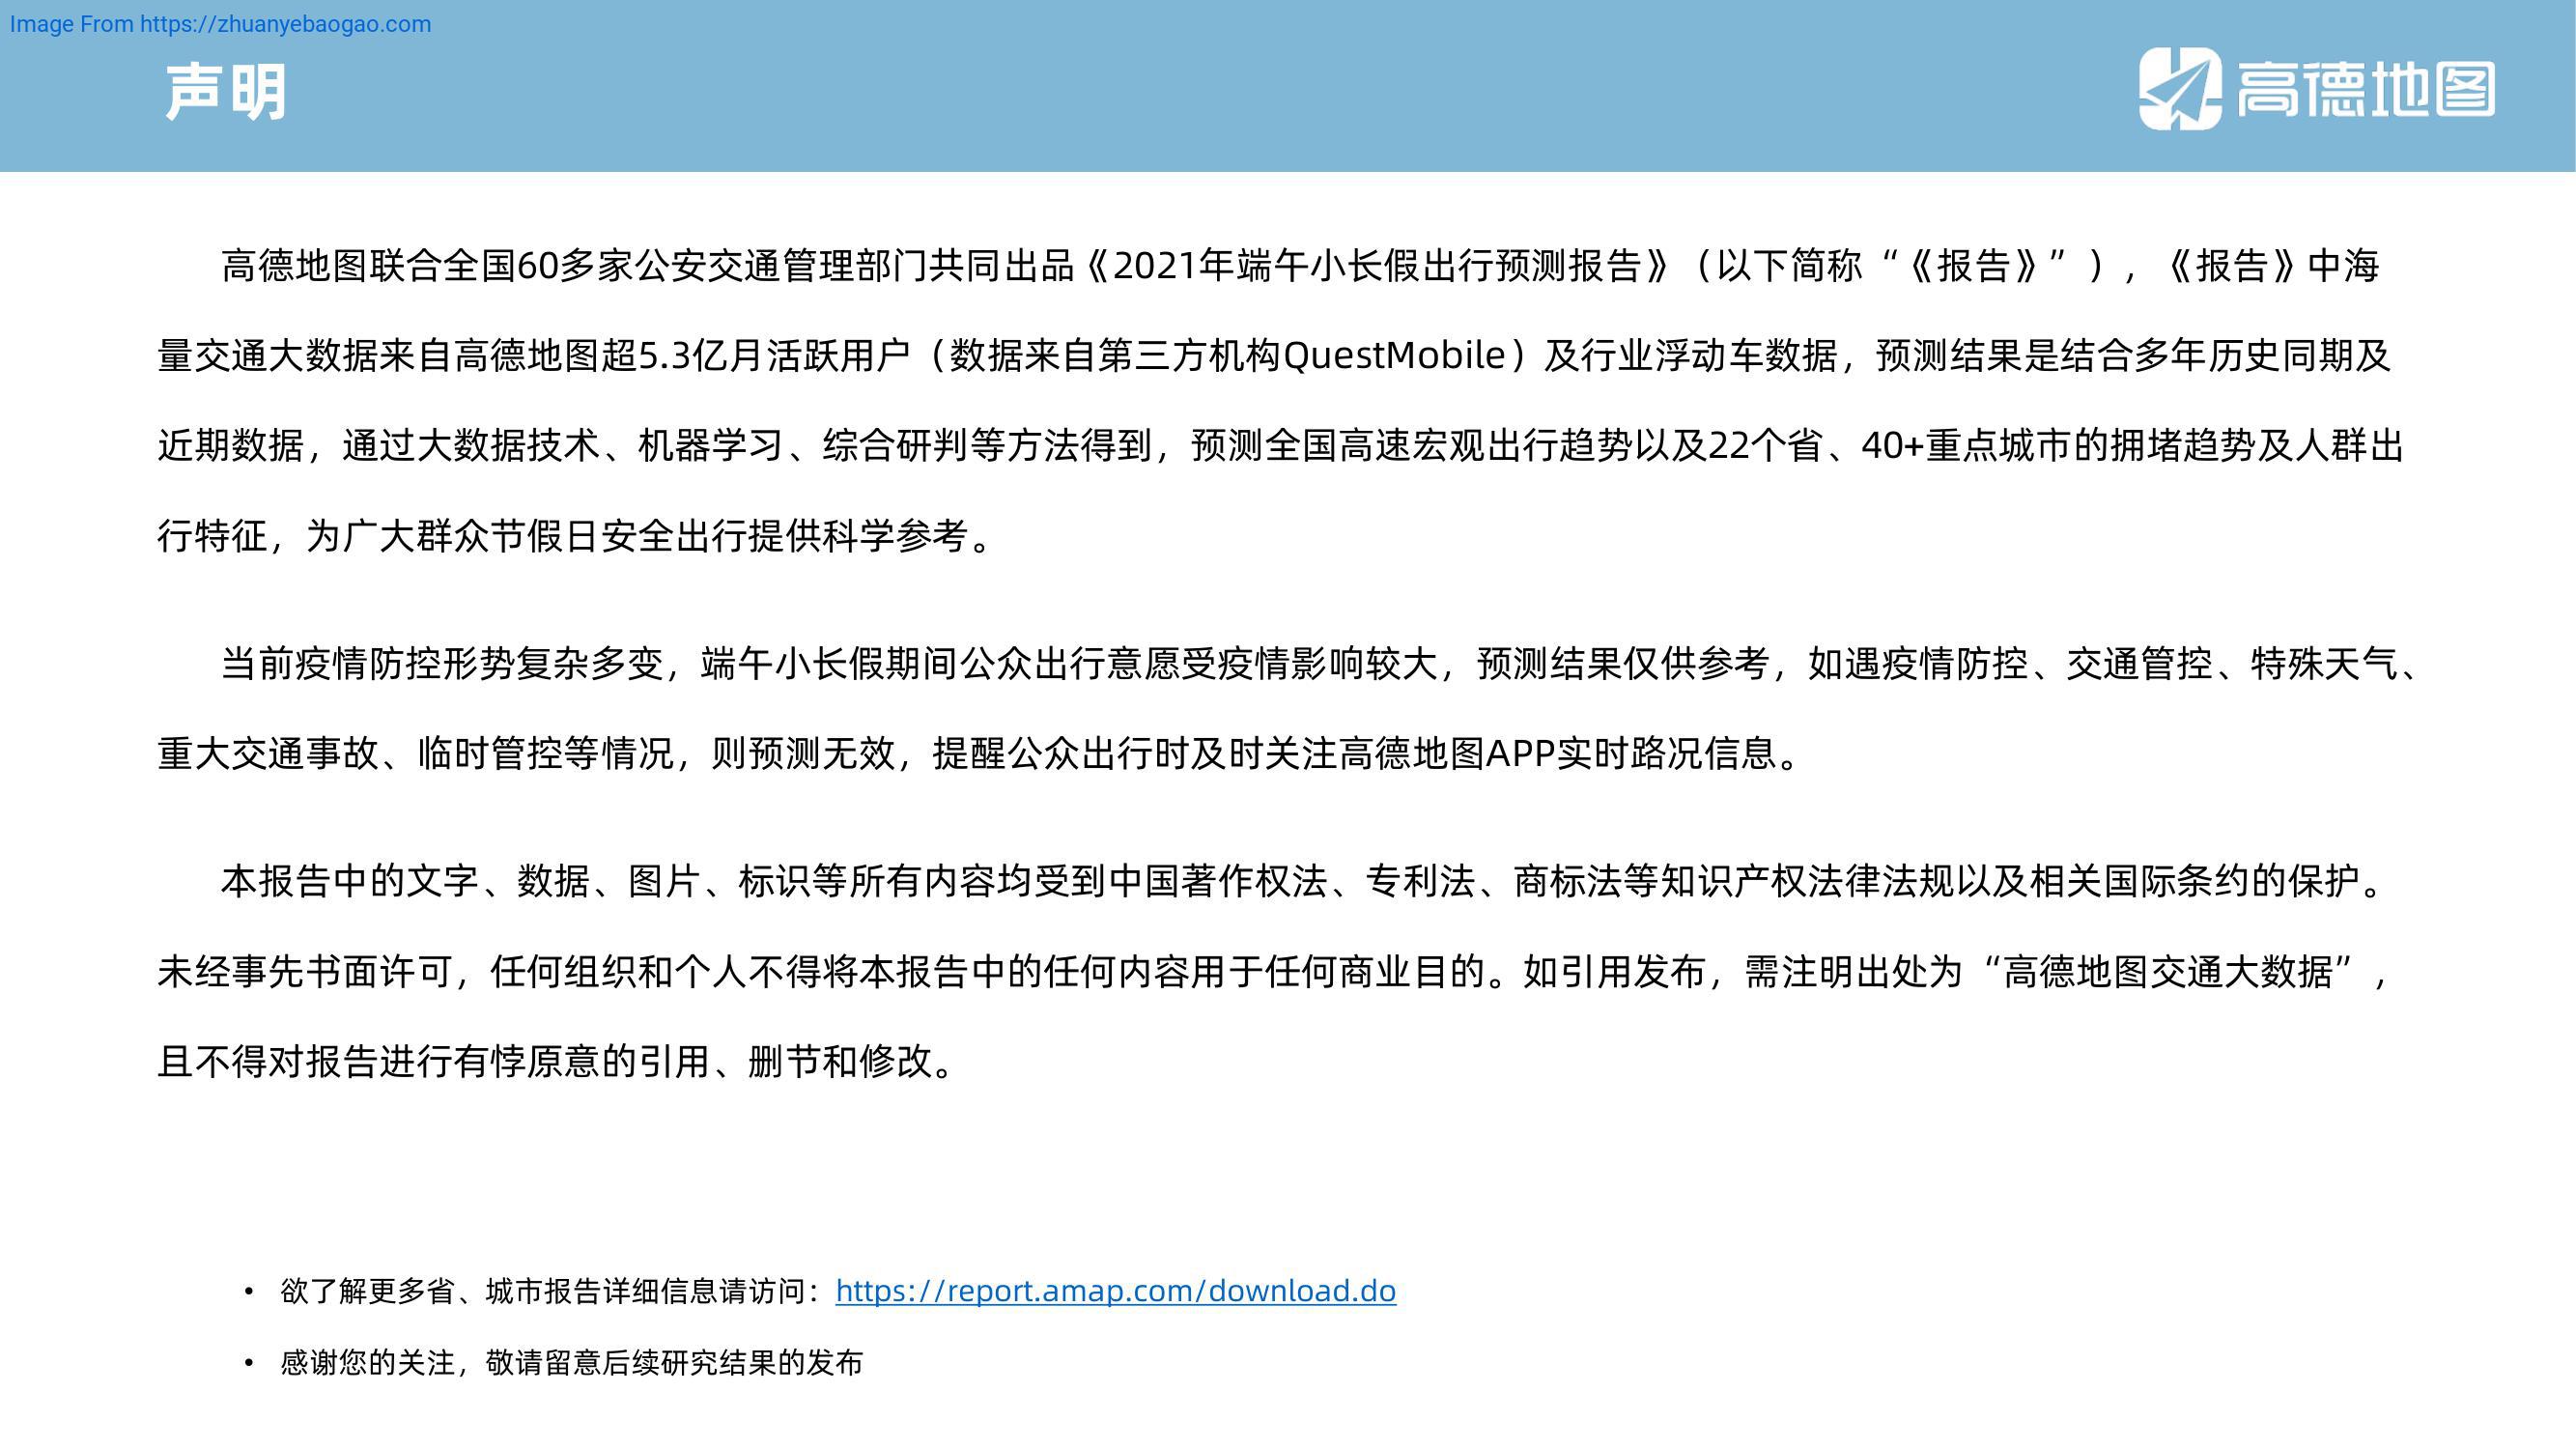 Image From https://zhuanyebaogao.com
声明
高德地图
高德地图联合全国60多家公安交通管理部门共同出品《2021年端午小长假出行预测报告》（以下简称“《报告》”），《报告》中海
量交通大数据来自高德地图超5.3亿月活跃用户（数据来自第三方机构QuestMobile）及行业浮动车数据，预测结果是结合多年历史同期及
近期数据，通过大数据技术、机器学习、综合研判等方法得到，预测全国高速宏观出行趋势以及22个省、40+重点城市的拥堵趋势及人群出
行特征，为广大群众节假日安全出行提供科学参考。
当前疫情防控形势复杂多变，端午小长假期间公众出行意愿受疫情影响较大，预测结果仅供参考，如遇疫情防控、交通管控、特殊天气、
重大交通事故、临时管控等情况，则预测无效，提醒公众出行时及时关注高德地图APP实时路况信息。
本报告中的文字、数据、图片、标识等所有内容均受到中国著作权法、专利法、商标法等知识产权法律法规以及相关国际条约的保护。
未经事先书面许可，任何组织和个人不得将本报告中的任何内容用于任何商业目的。如引用发布，需注明出处为“高德地图交通大数据”，
且不得对报告进行有悖原意的引用、删节和修改。
• 欲了解更多省、城市报告详细信息请访问：https://report.amap.com/download.do
• 感谢您的关注，敬请留意后续研究结果的发布